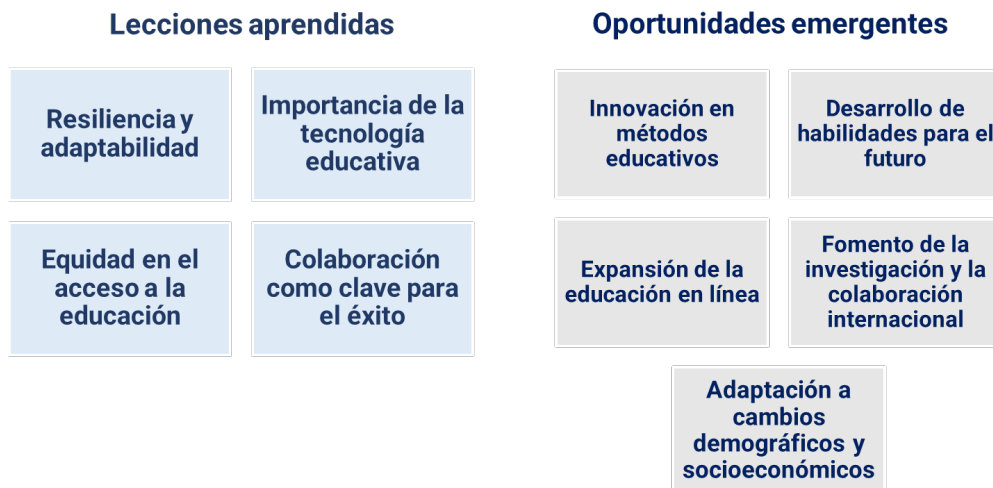 Lecciones aprendidas
Resiliencia y
adaptabilidad
Importancia de la
tecnología
educativa
Equidad en el
acceso a la
educación
Colaboración
como clave para
el éxito
Oportunidades emergentes
Innovación en
métodos
educativos
Desarrollo de
habilidades para el
futuro
Expansión de la
educación en línea
Fomento de la
investigación y la
colaboración
internacional
Adaptación a
cambios
demográficos y
socioeconómicos